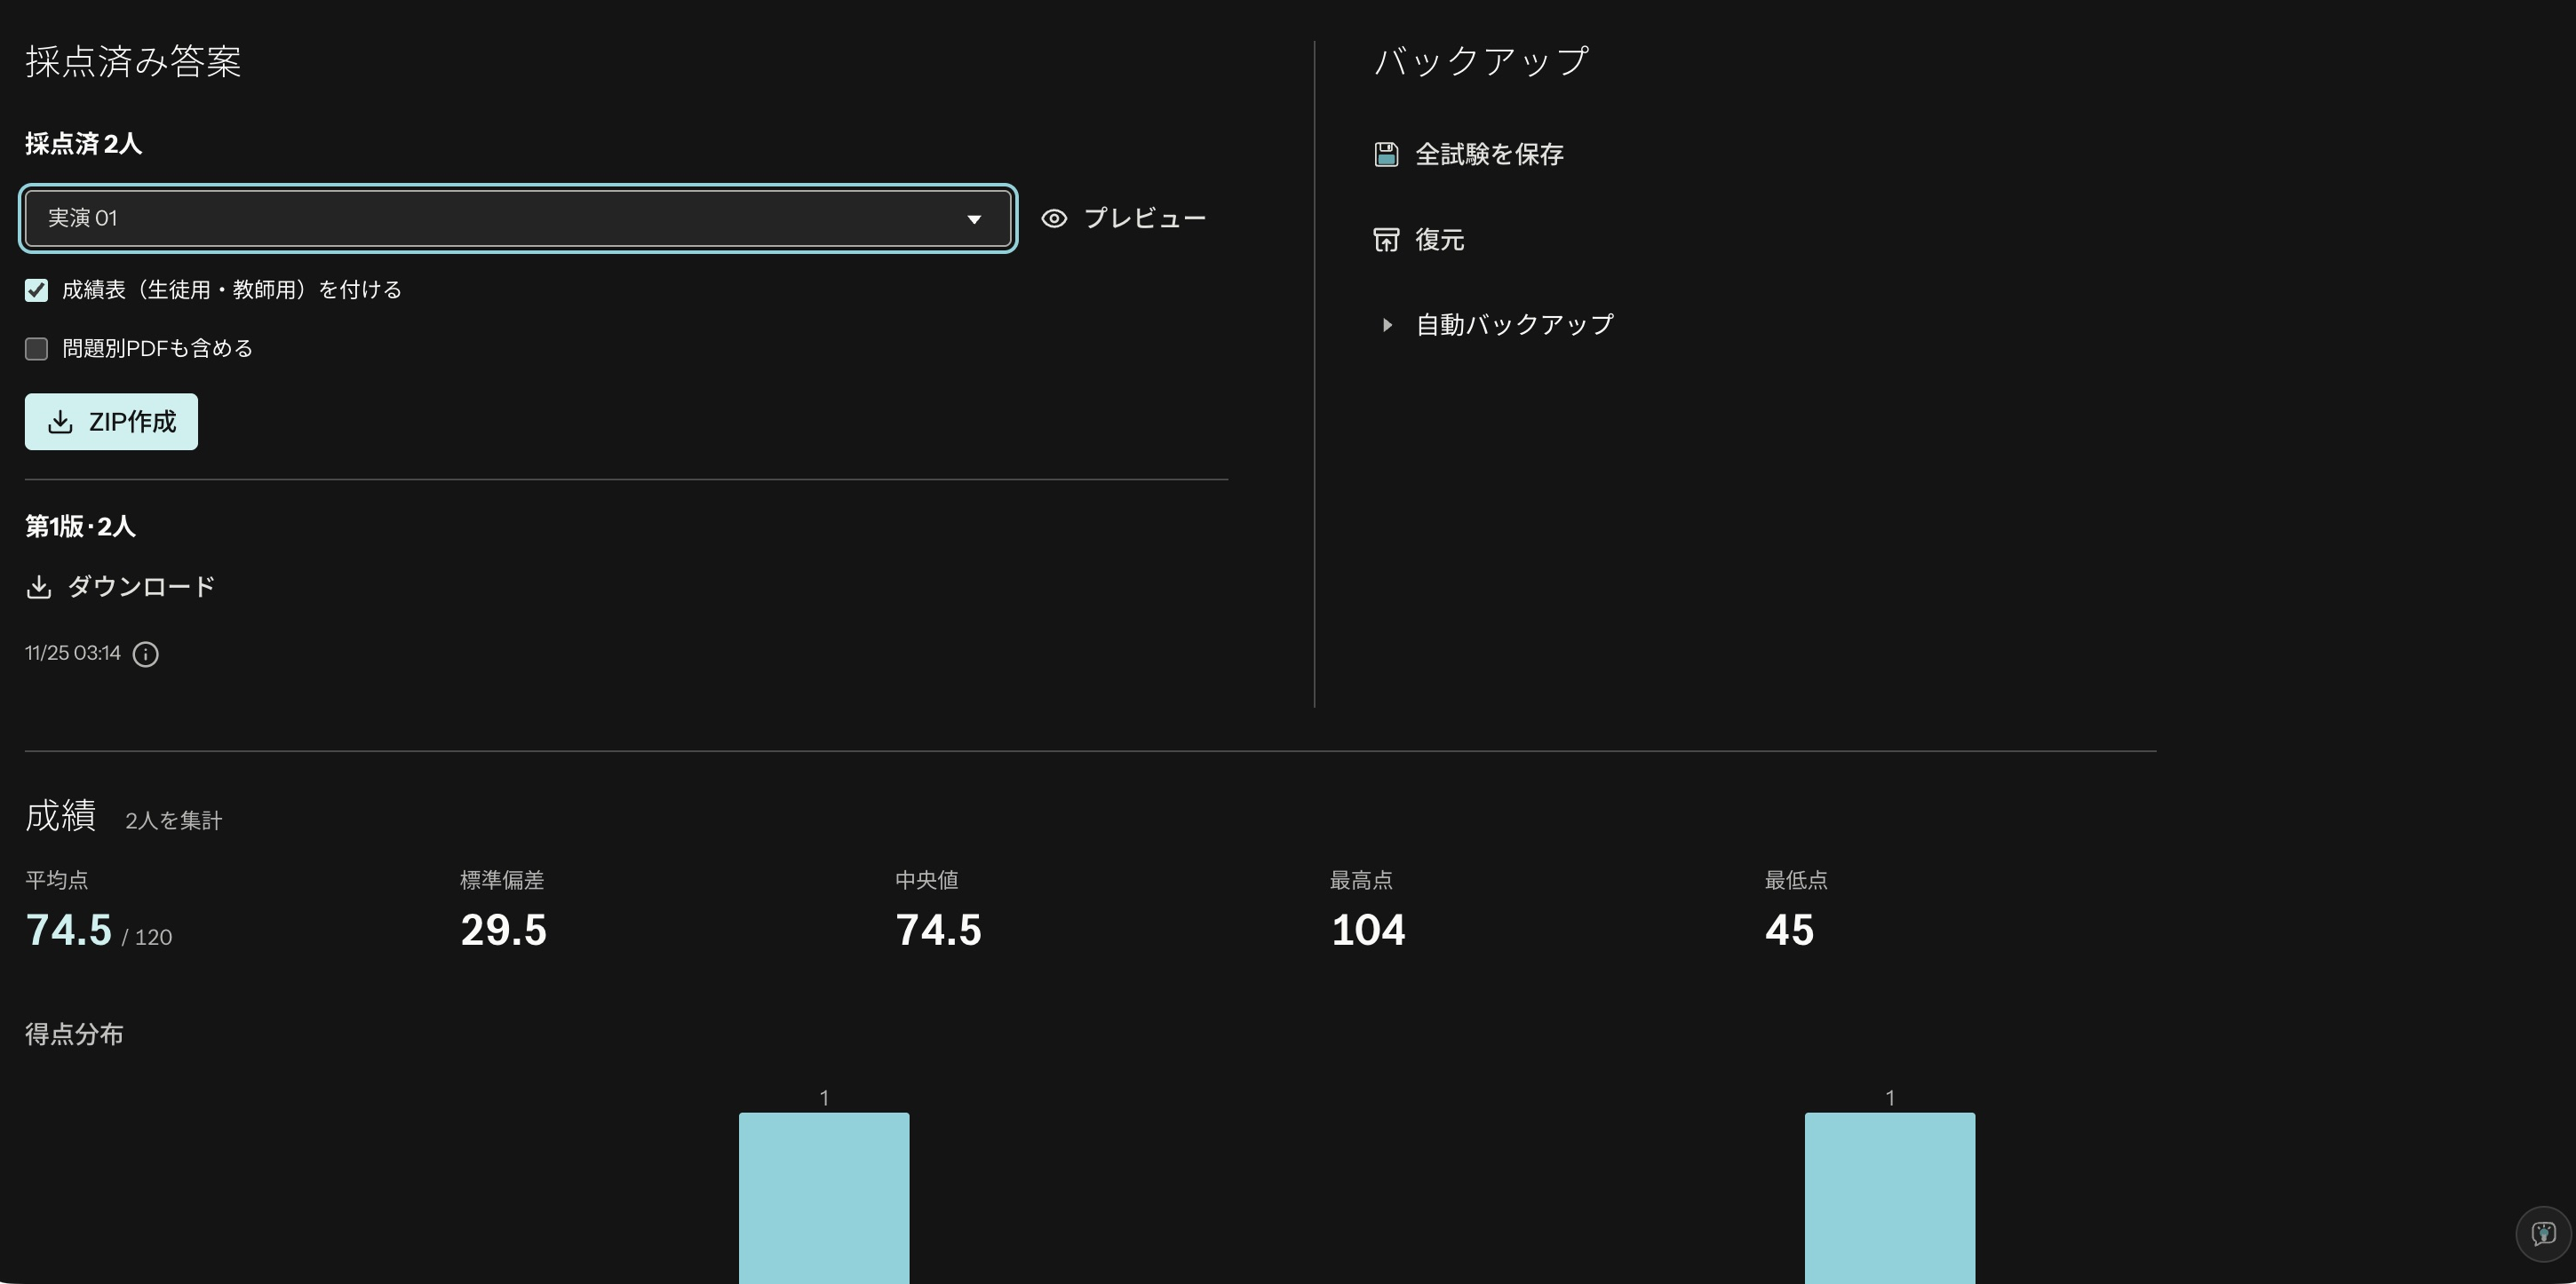 採点済み答案
採点済 2人
実演 01
プレビュー
成績表（生徒用・教師用）を付ける
問題別PDFも含める
ZIP作成
第1版·2人
ダウンロード
11/25 03:14
バックアップ
全試験を保存
復元
自動バックアップ
成績 2人を集計
平均点 標準偏差 中央値 最高点 最低点
74.5 / 120 29.5 74.5 104 45
得点分布
1 1